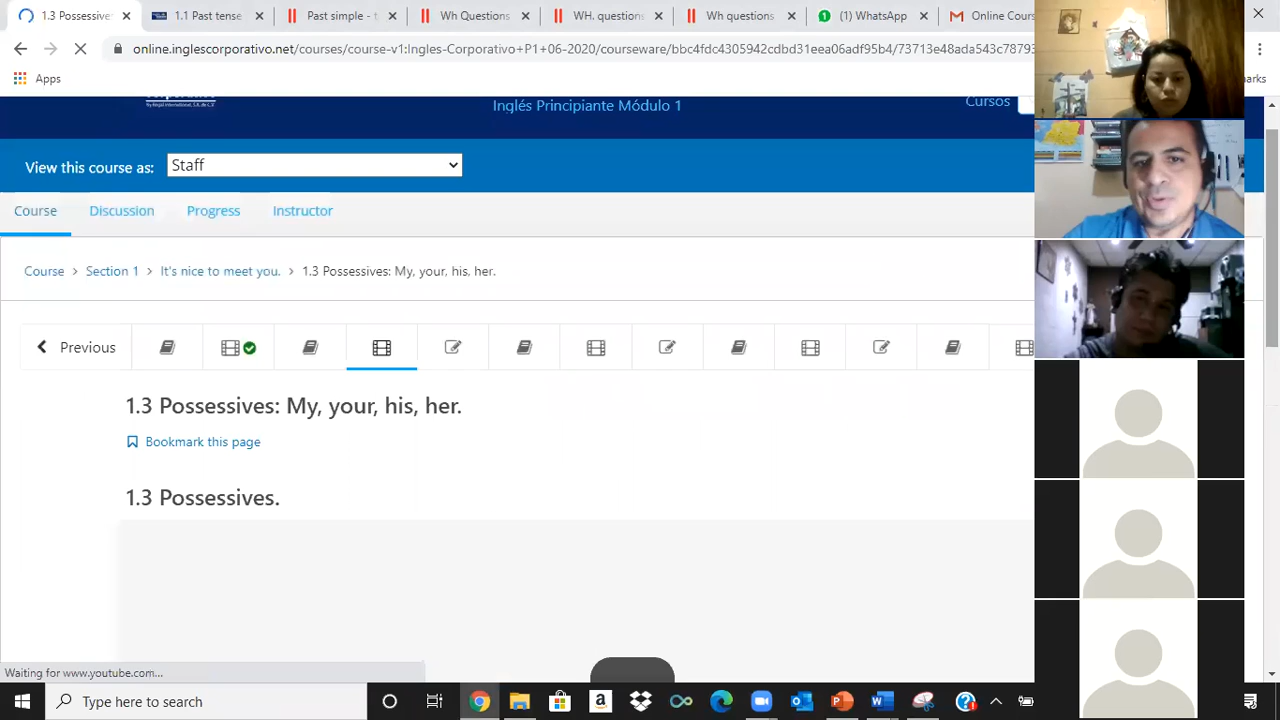 1.3 Possessives
1.1 Past tense
Past simple -
Wh Questions
WH. questions
Wh questions
(1) WhatsApp
Online Cours
online.inglescorporativo.net/courses/course-v1:Ingles-Corporativo+P1+06-2020/courseware/
Apps
Inglés Principiante Módulo 1
Cursos
View this course as:
Staff
Course
Discussion
Progress
Instructor
Course > Section 1 > It's nice to meet you. > 1.3 Possessives: My, your, his, her.
Previous
1.3 Possessives: My, your, his, her.
Bookmark this page
1.3 Possessives.
Waiting for www.youtube.com...
Type here to search